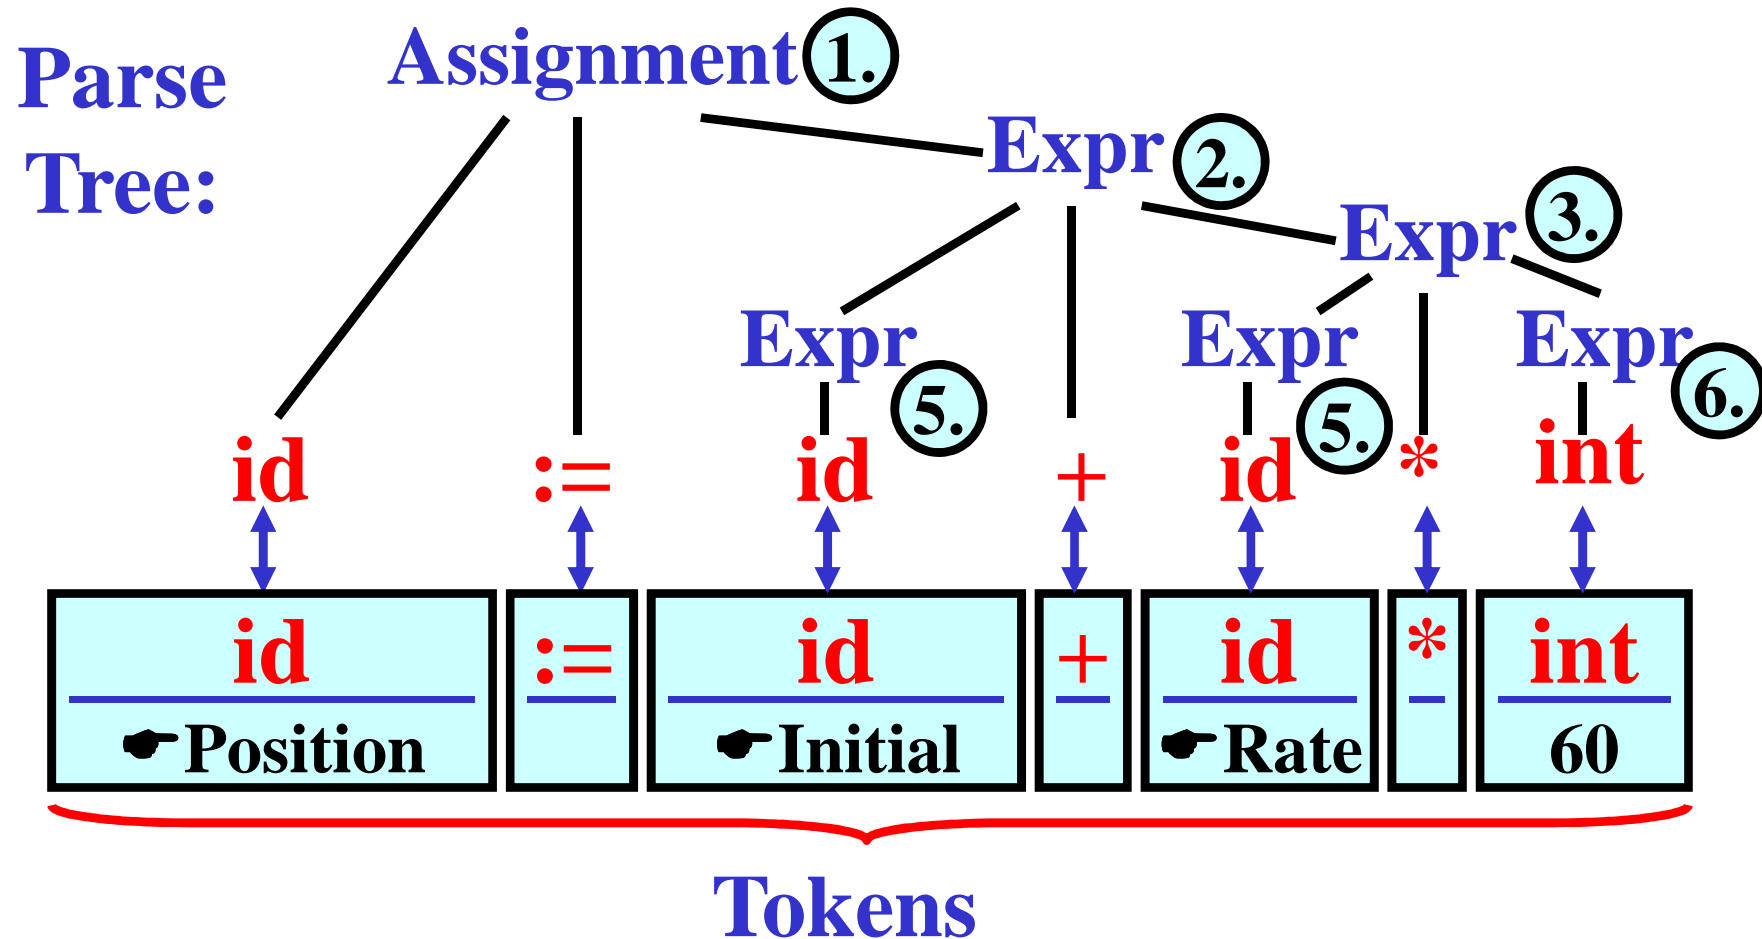 Parse
Tree:
Assignment 1.
Expr 2.
Expr 3.
Expr 5. Expr 5. Expr 6.
id := id + id * int
id := id + id * int
☛Position ☛Initial ☛Rate 60
Tokens